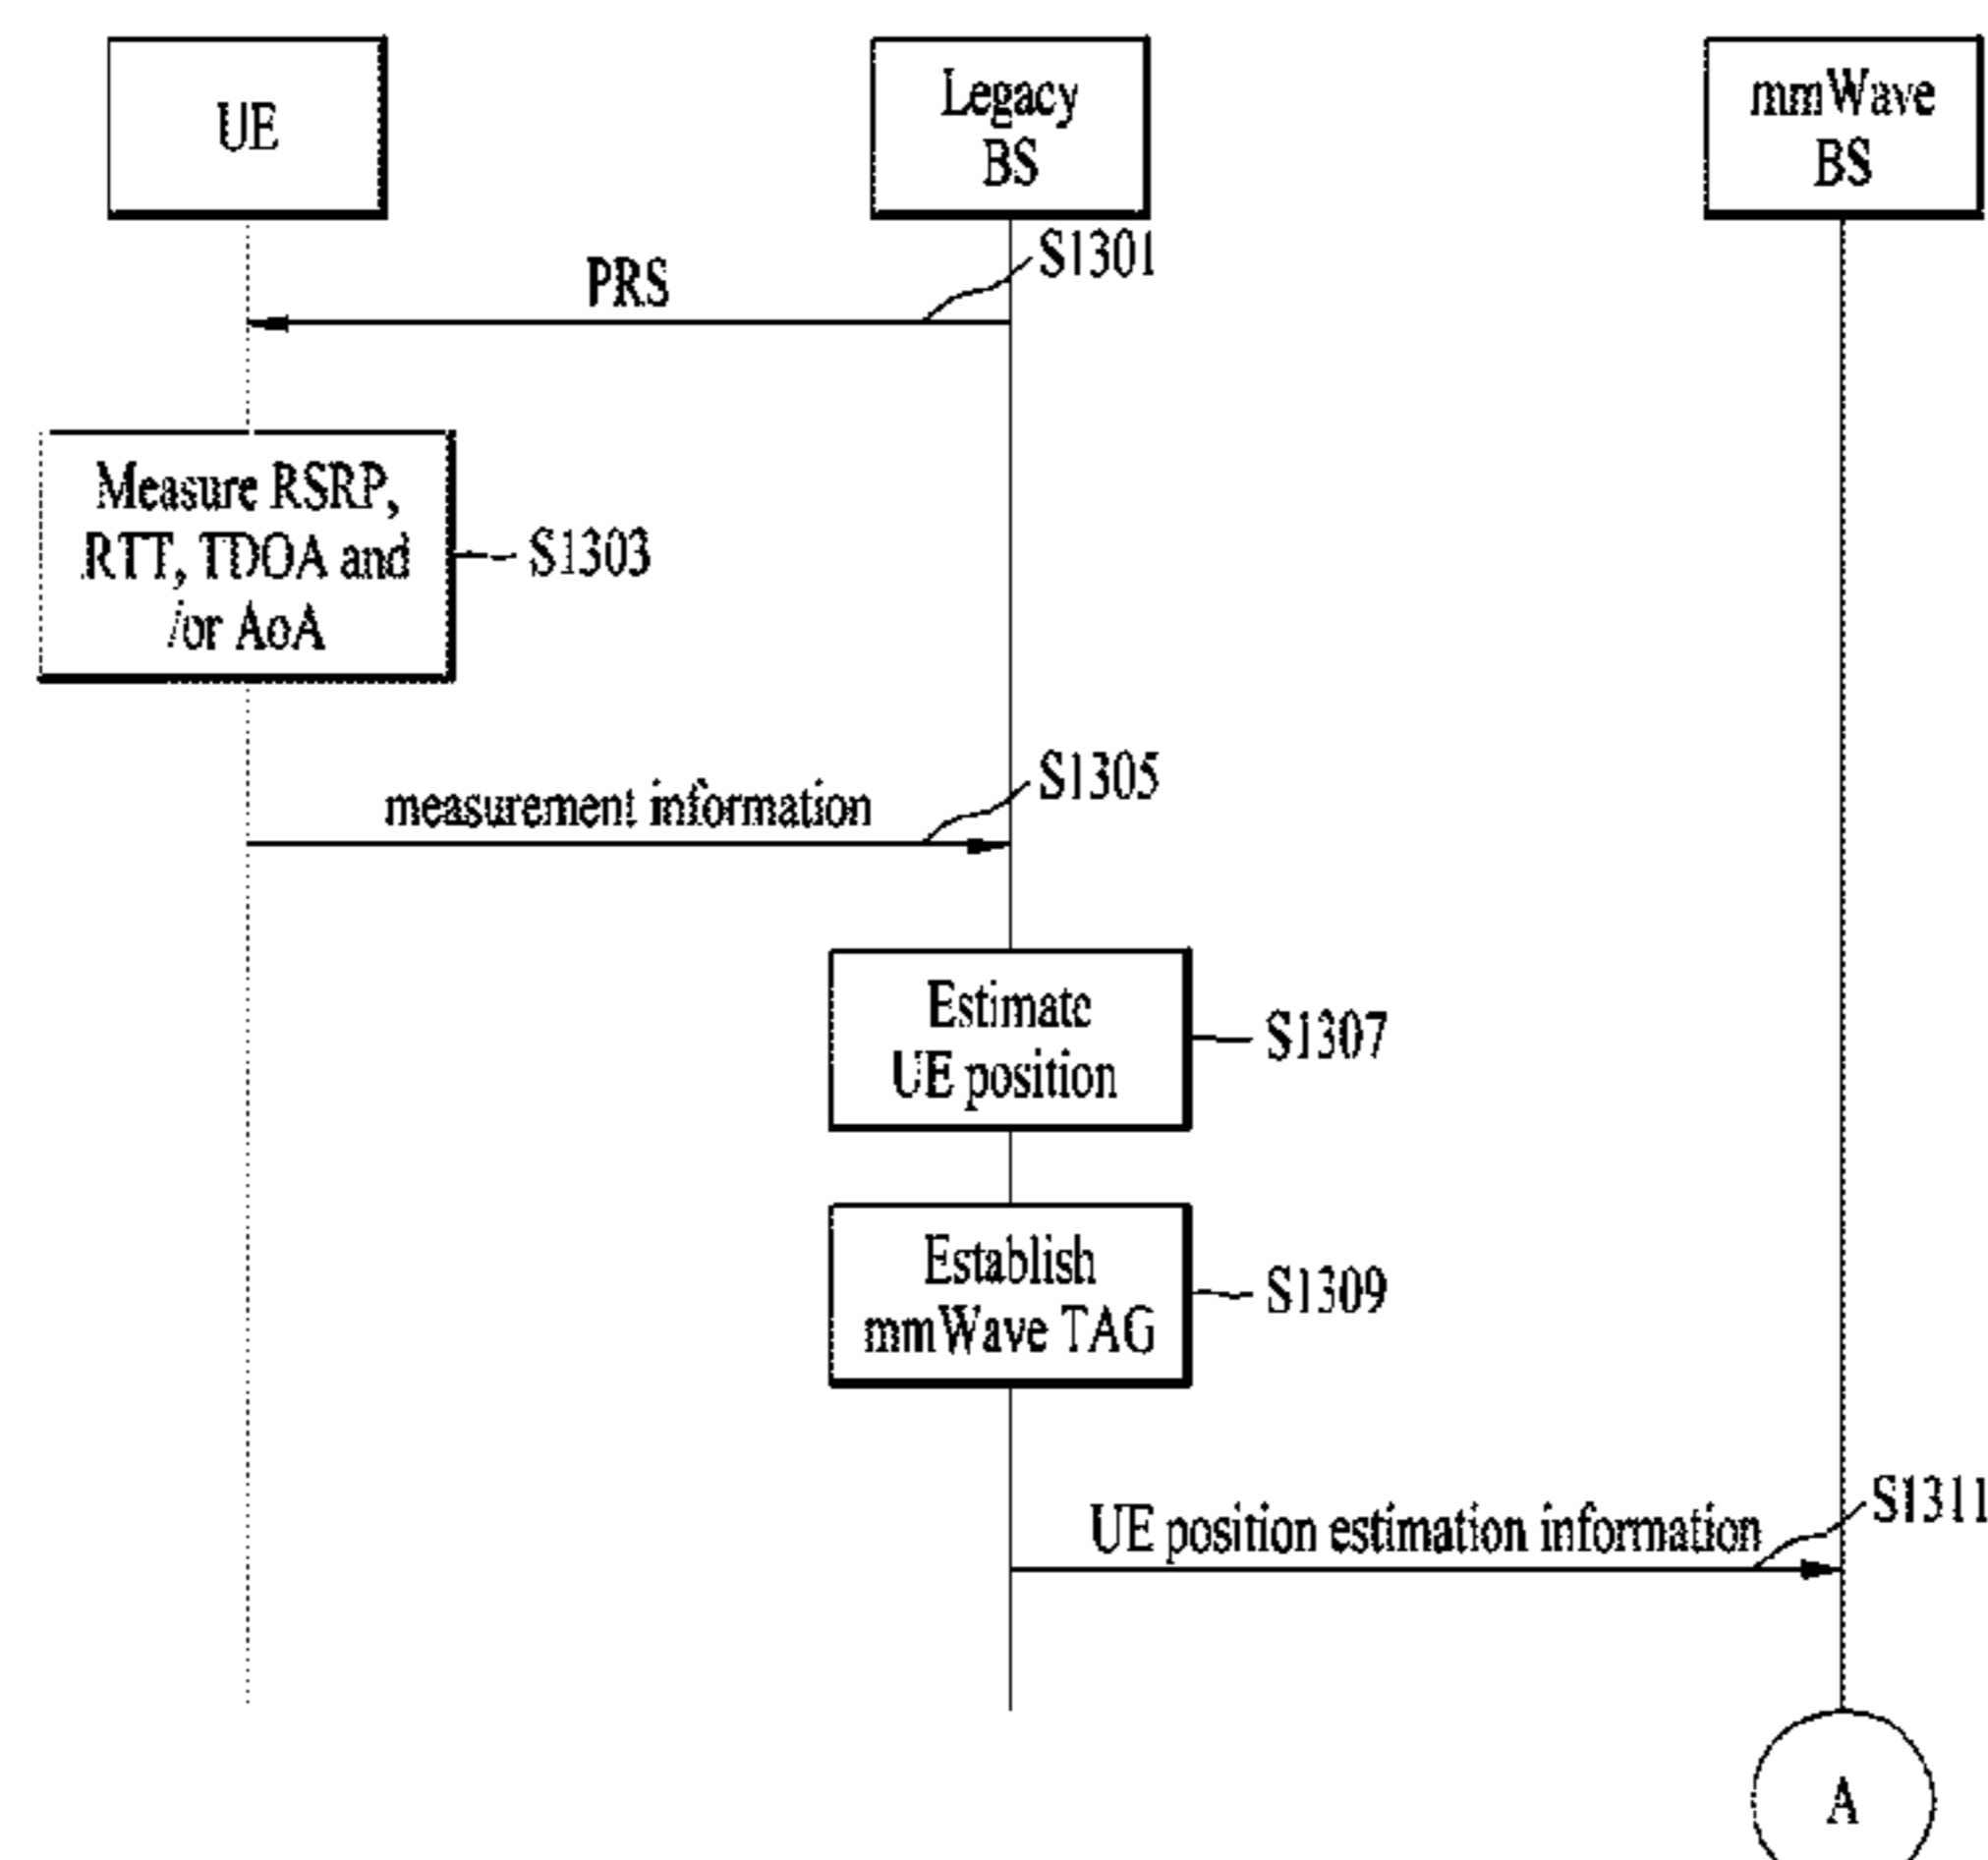 UE
Legacy
BS
mmWave
BS
S1301
PRS
Measure RSRP,
RTT, TDOA and
/or AoA
S1303
S1305
measurement information
Estimate
UE position
S1307
Establish
mmWave TAG
S1309
S1311
UE position estimation information
A